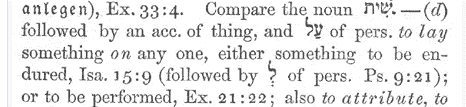 anlegen), Ex. 33:4. Compare the noun שִׁית.—(d)
followed by an acc. of thing, and עַל of pers. to lay
something on any one, either something to be en-
dured, Isa. 15:9 (followed by לְ of pers. Ps. 9:21);
or to be performed, Ex. 21:22; also to attribute, to